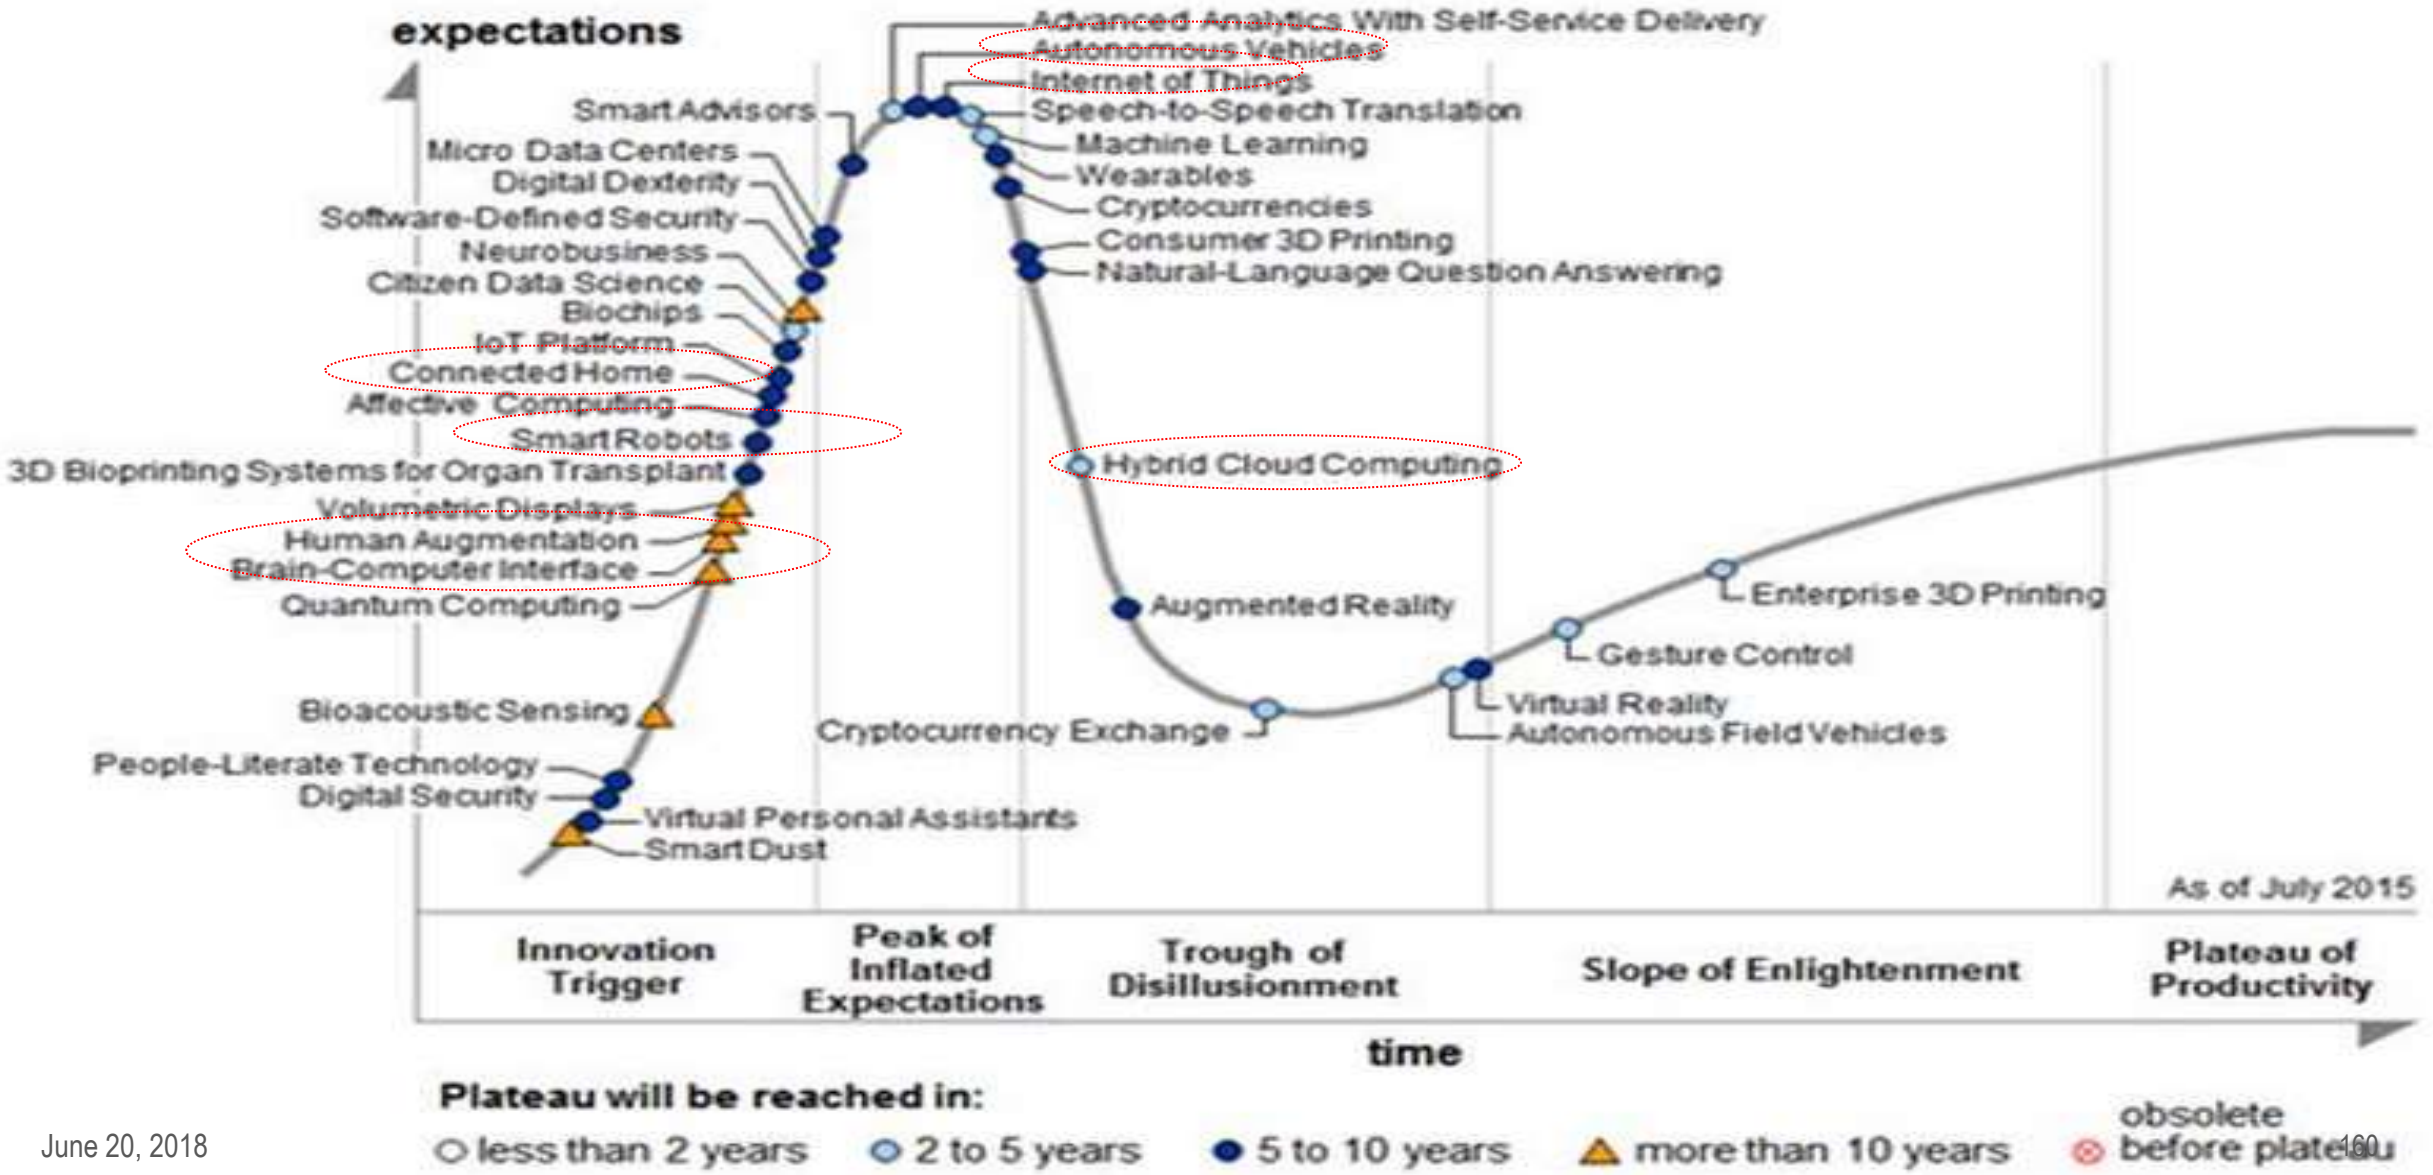 expectations
Advanced Analytics With Self-Service Delivery
Autonomous Vehicles
Internet of Things
Smart Advisors
Speech-to-Speech Translation
Micro Data Centers
Machine Learning
Digital Dexterity
Wearables
Software-Defined Security
Cryptocurrencies
Neurobusiness
Consumer 3D Printing
Citizen Data Science
Natural-Language Question Answering
Biochips
IoT Platform
Connected Home
Affective Computing
Smart Robots
Hybrid Cloud Computing
3D Bioprinting Systems for Organ Transplant
Volumetric Displays
Human Augmentation
Brain-Computer Interface
Quantum Computing
Augmented Reality
Enterprise 3D Printing
Gesture Control
Bioacoustic Sensing
Virtual Reality
Cryptocurrency Exchange
Autonomous Field Vehicles
People-Literate Technology
Digital Security
Virtual Personal Assistants
Smart Dust
As of July 2015
Innovation
Trigger
Peak of
Inflated
Expectations
Trough of
Disillusionment
Slope of Enlightenment
Plateau of
Productivity
time
Plateau will be reached in:
less than 2 years
2 to 5 years
5 to 10 years
more than 10 years
obsolete
before plateau
June 20, 2018
160